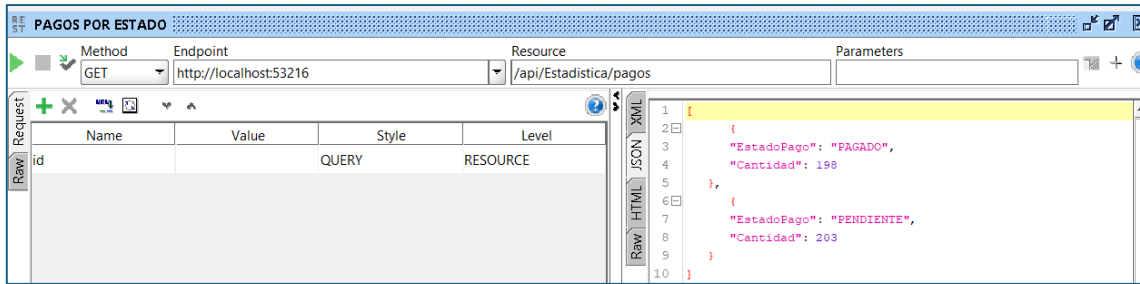 REST PAGOS POR ESTADO
Method Endpoint Resource Parameters
GET http://localhost:53216 /api/Estadistica/pagos
Request
Raw
Name Value Style Level
id QUERY RESOURCE
XML
JSON
HTML
Raw
1 [
2 {
3 "EstadoPago": "PAGADO",
4 "Cantidad": 198
5 },
6 {
7 "EstadoPago": "PENDIENTE",
8 "Cantidad": 203
9 }
10 ]